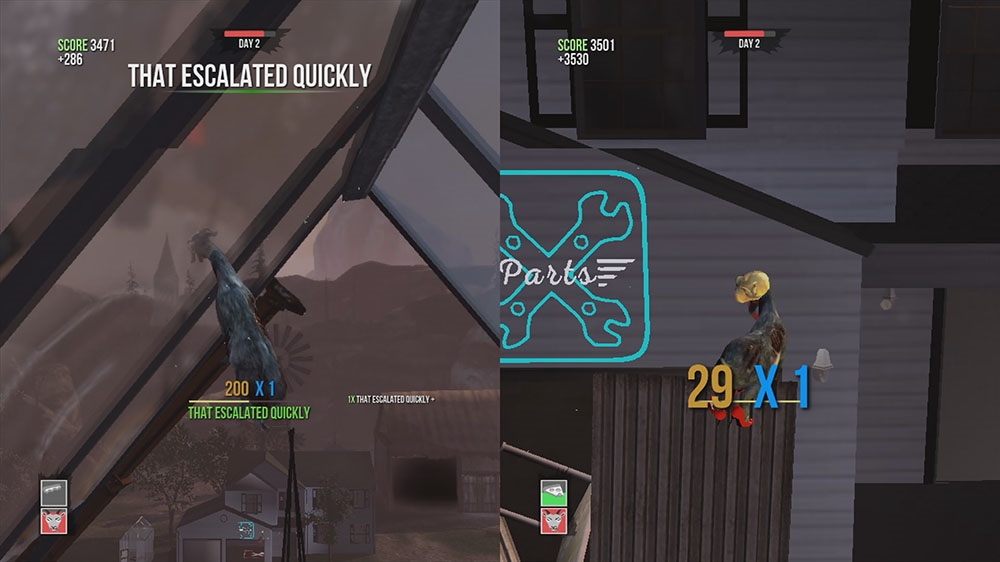 SCORE 3471
+286
DAY 2
THAT ESCALATED QUICKLY
200 X 1
THAT ESCALATED QUICKLY
1X THAT ESCALATED QUICKLY +
SCORE 3501
+3530
DAY 2
Parts
29 X 1